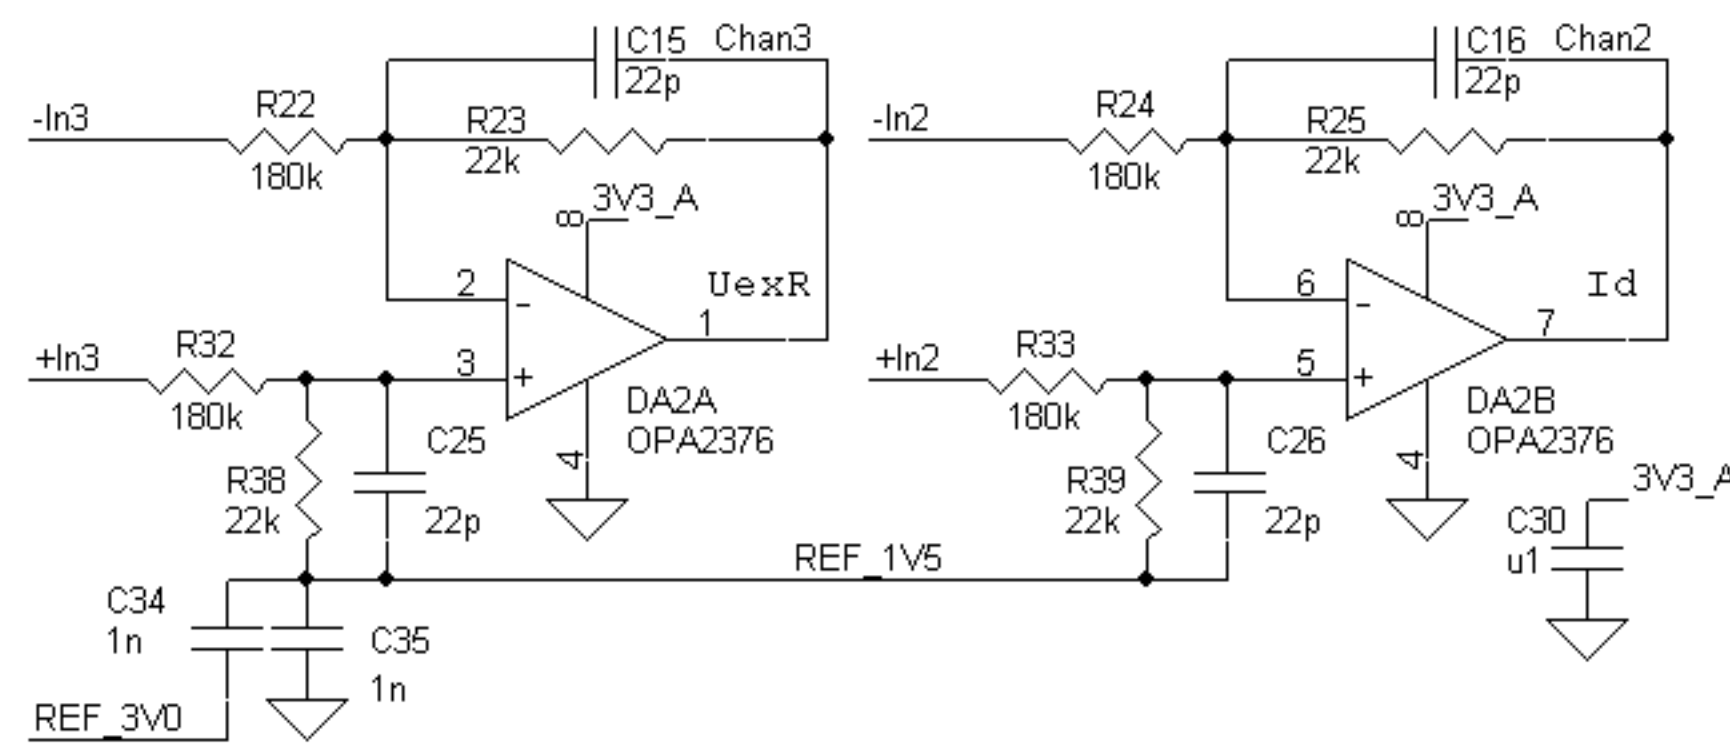 C15 Chan3
22p
C16 Chan2
22p
-In3
R22
180k
R23
22k
-In2
R24
180k
R25
22k
8 3V3_A
8 3V3_A
2
-
UexR
1
6
-
Id
7
+In3
R32
180k
3
+
DA2A
OPA2376
4
+In2
R33
180k
5
+
DA2B
OPA2376
4
R38
22k
C25
22p
R39
22k
C26
22p
3V3_A
C30
u1
REF_1V5
C34
1n
C35
1n
REF_3V0